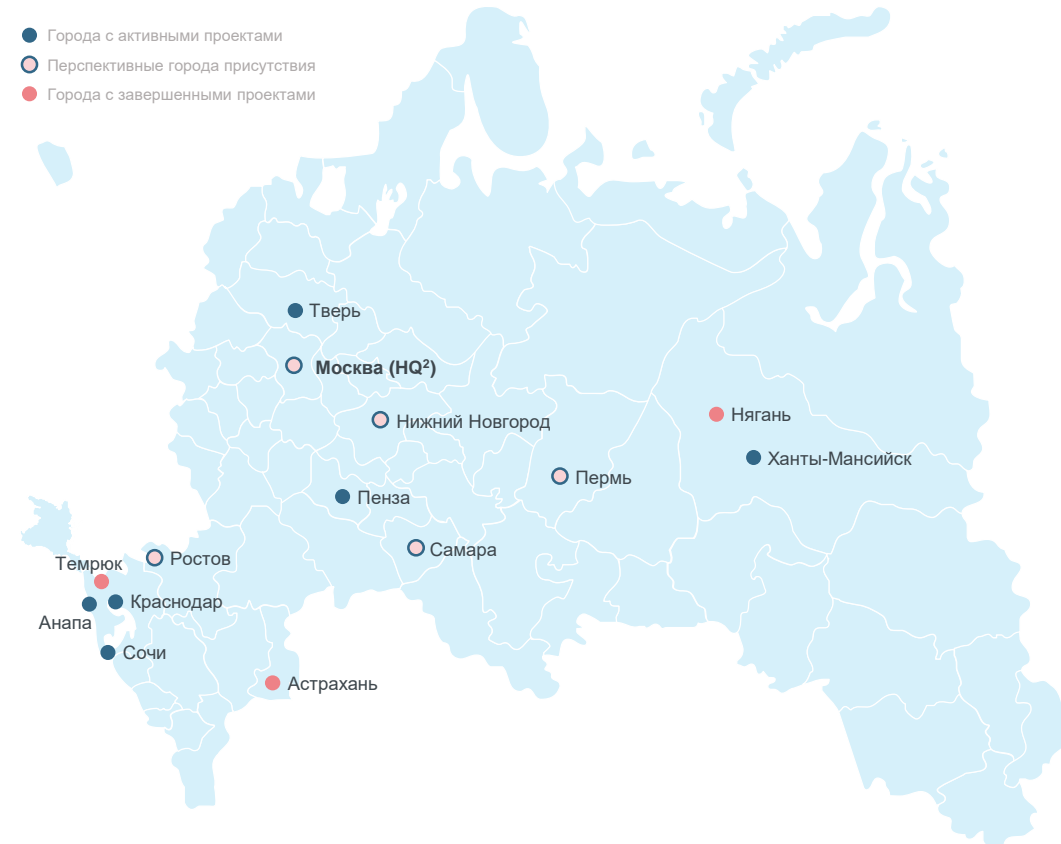 Города с активными проектами
Перспективные города присутствия
Города с завершенными проектами
Тверь
Москва (HQ²)
Нягань
Нижний Новгород
Ханты-Мансийск
Пермь
Пенза
Самара
Ростов
Темрюк
Краснодар
Анапа
Сочи
Астрахань